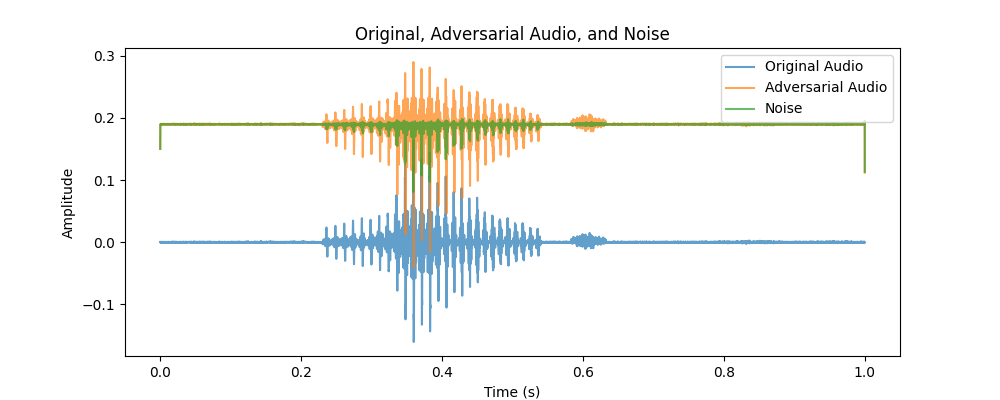 Original, Adversarial Audio, and Noise
Original Audio
Adversarial Audio
Noise
Amplitude
0.3
0.2
0.1
0.0
−0.1
0.0 0.2 0.4 0.6 0.8 1.0
Time (s)